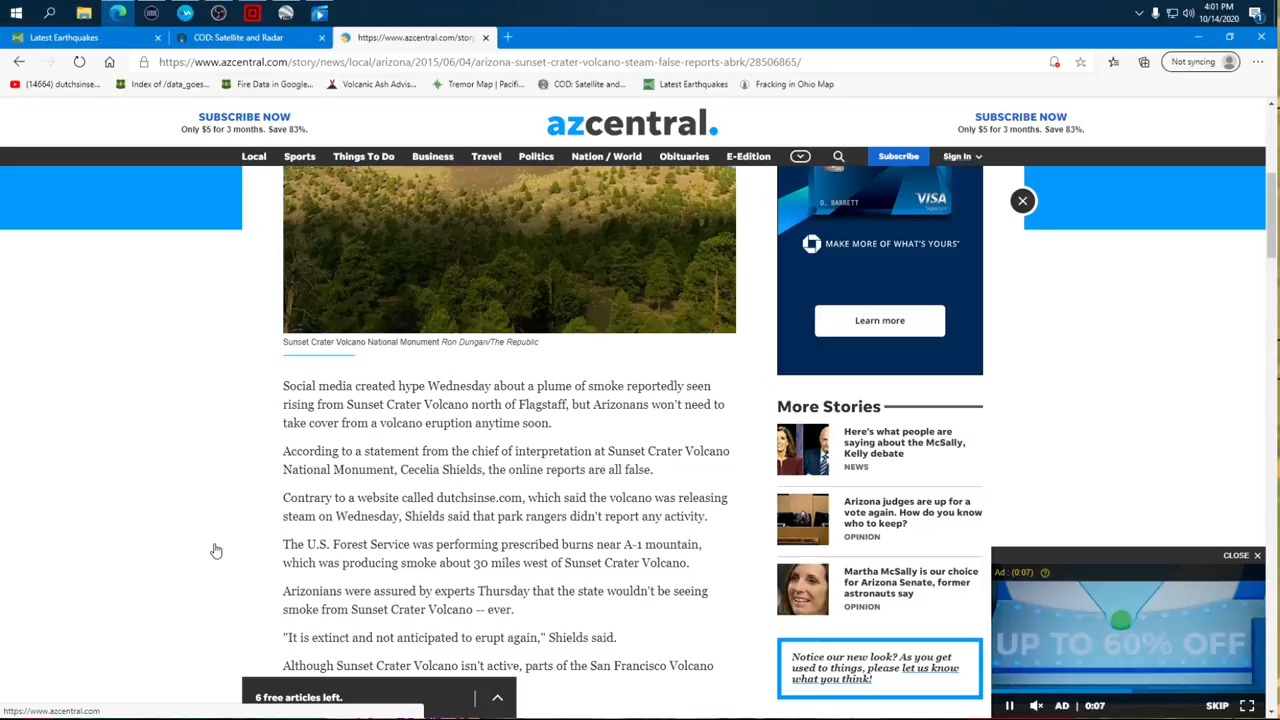 4:01 PM
10/14/2020
Latest Earthquakes
COD: Satellite and Radar
https://www.azcentral.com/story
https://www.azcentral.com/story/news/local/arizona/2015/06/04/arizona-sunset-crater-volcano-steam-false-reports-abrk/28506865/
Not syncing
(14664) dutchsinse...
Index of /data_goes...
Fire Data in Google...
Volcanic Ash Advis...
Tremor Map | Pacifi...
COD: Satellite and...
Latest Earthquakes
Fracking in Ohio Map
SUBSCRIBE NOW
Only $5 for 3 months. Save 83%.
azcentral.
SUBSCRIBE NOW
Only $5 for 3 months. Save 83%.
Local Sports Things To Do Business Travel Politics Nation / World Obituaries E-Edition Subscribe Sign In
VISA
D. BARRETT
MAKE MORE OF WHAT'S YOURS
Learn more
Sunset Crater Volcano National Monument Ron Dungan/The Republic
Social media created hype Wednesday about a plume of smoke reportedly seen
rising from Sunset Crater Volcano north of Flagstaff, but Arizonans won't need to
take cover from a volcano eruption anytime soon.
According to a statement from the chief of interpretation at Sunset Crater Volcano
National Monument, Cecelia Shields, the online reports are all false.
Contrary to a website called dutchsinse.com, which said the volcano was releasing
steam on Wednesday, Shields said that park rangers didn't report any activity.
The U.S. Forest Service was performing prescribed burns near A-1 mountain,
which was producing smoke about 30 miles west of Sunset Crater Volcano.
Arizonians were assured by experts Thursday that the state wouldn't be seeing
smoke from Sunset Crater Volcano -- ever.
"It is extinct and not anticipated to erupt again," Shields said.
Although Sunset Crater Volcano isn't active, parts of the San Francisco Volcano
More Stories
Here's what people are
saying about the McSally,
Kelly debate
NEWS
Arizona judges are up for a
vote again. How do you know
who to keep?
OPINION
Martha McSally is our choice
for Arizona Senate, former
astronauts say
OPINION
Notice our new look? As you get
used to things, please let us know
what you think!
CLOSE
Ad : (0:07)
UP TO 60% OFF
AD 0:07
SKIP
6 free articles left.
https://www.azcentral.com